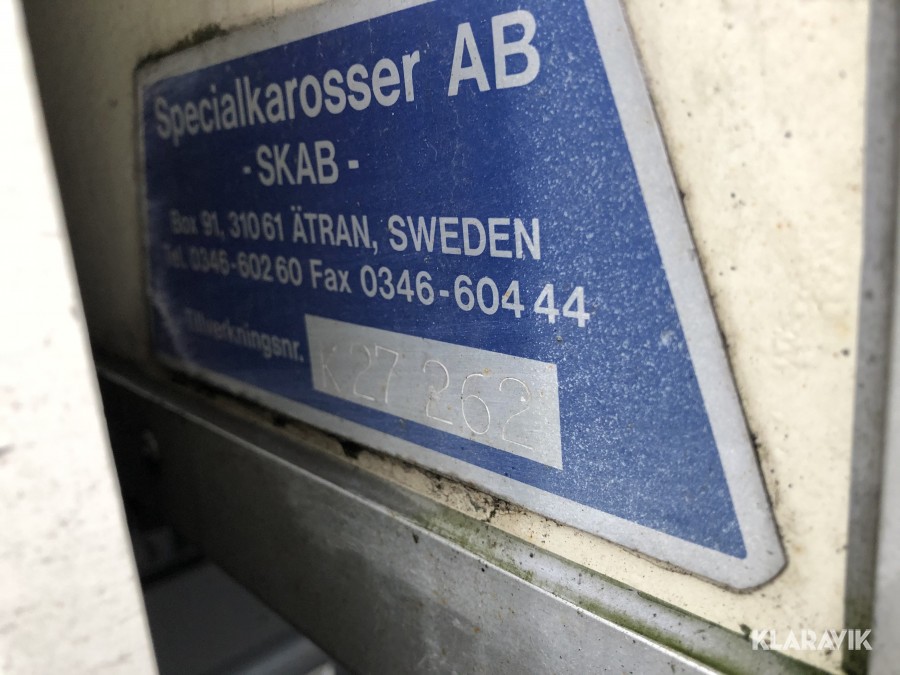 Specialkarosser AB
- SKAB -
Box 91, 310 61 ÄTRAN, SWEDEN
Tel. 0346-602 60 Fax 0346-604 44
Tillverkningsnr. K 27 262
KLARAVIK